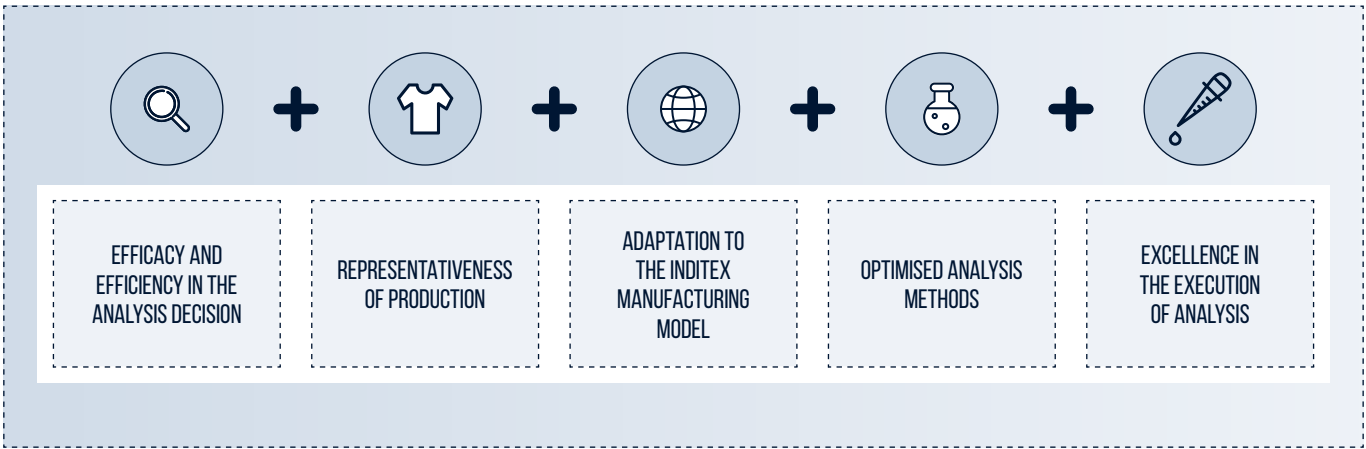 EFFICACY AND
EFFICIENCY IN THE
ANALYSIS DECISION
REPRESENTATIVENESS
OF PRODUCTION
ADAPTATION TO
THE INDITEX
MANUFACTURING
MODEL
OPTIMISED ANALYSIS
METHODS
EXCELLENCE IN
THE EXECUTION
OF ANALYSIS